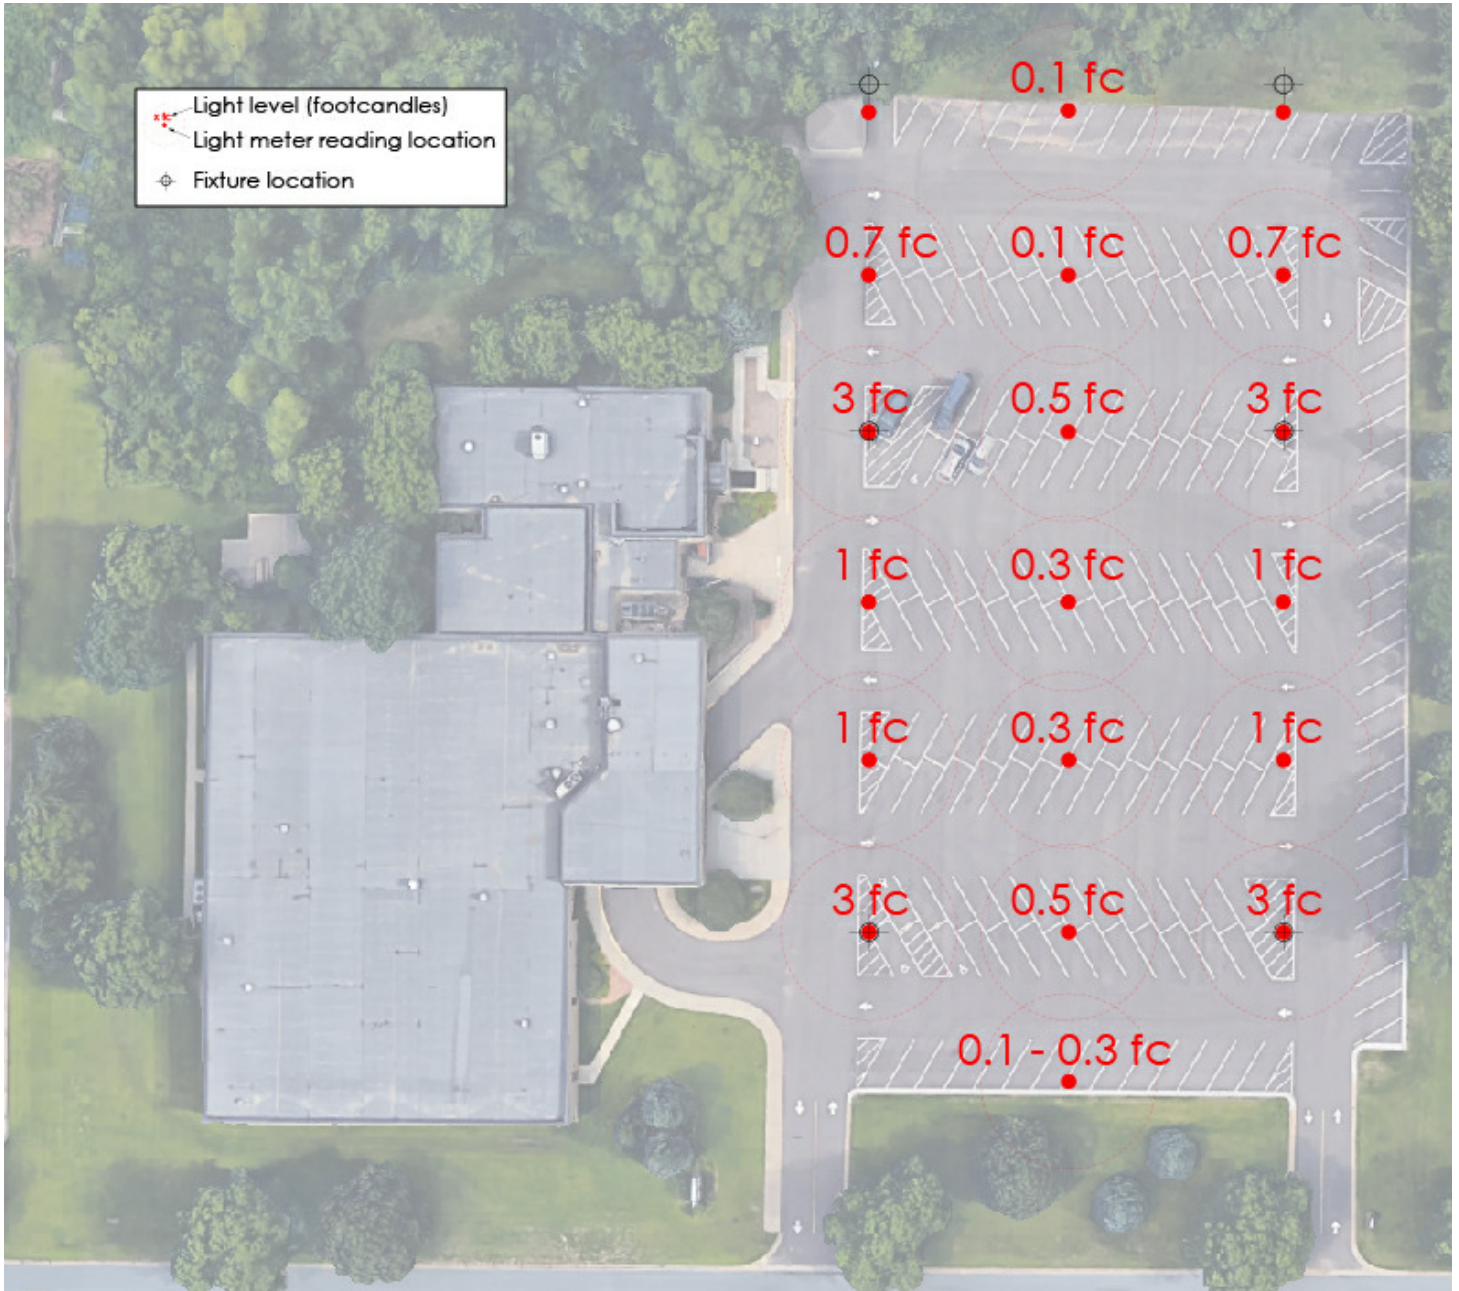 Light level (footcandles)
x fc
Light meter reading location
Fixture location
0.1 fc
0.7 fc 0.1 fc 0.7 fc
3 fc 0.5 fc 3 fc
1 fc 0.3 fc 1 fc
1 fc 0.3 fc 1 fc
3 fc 0.5 fc 3 fc
0.1 - 0.3 fc